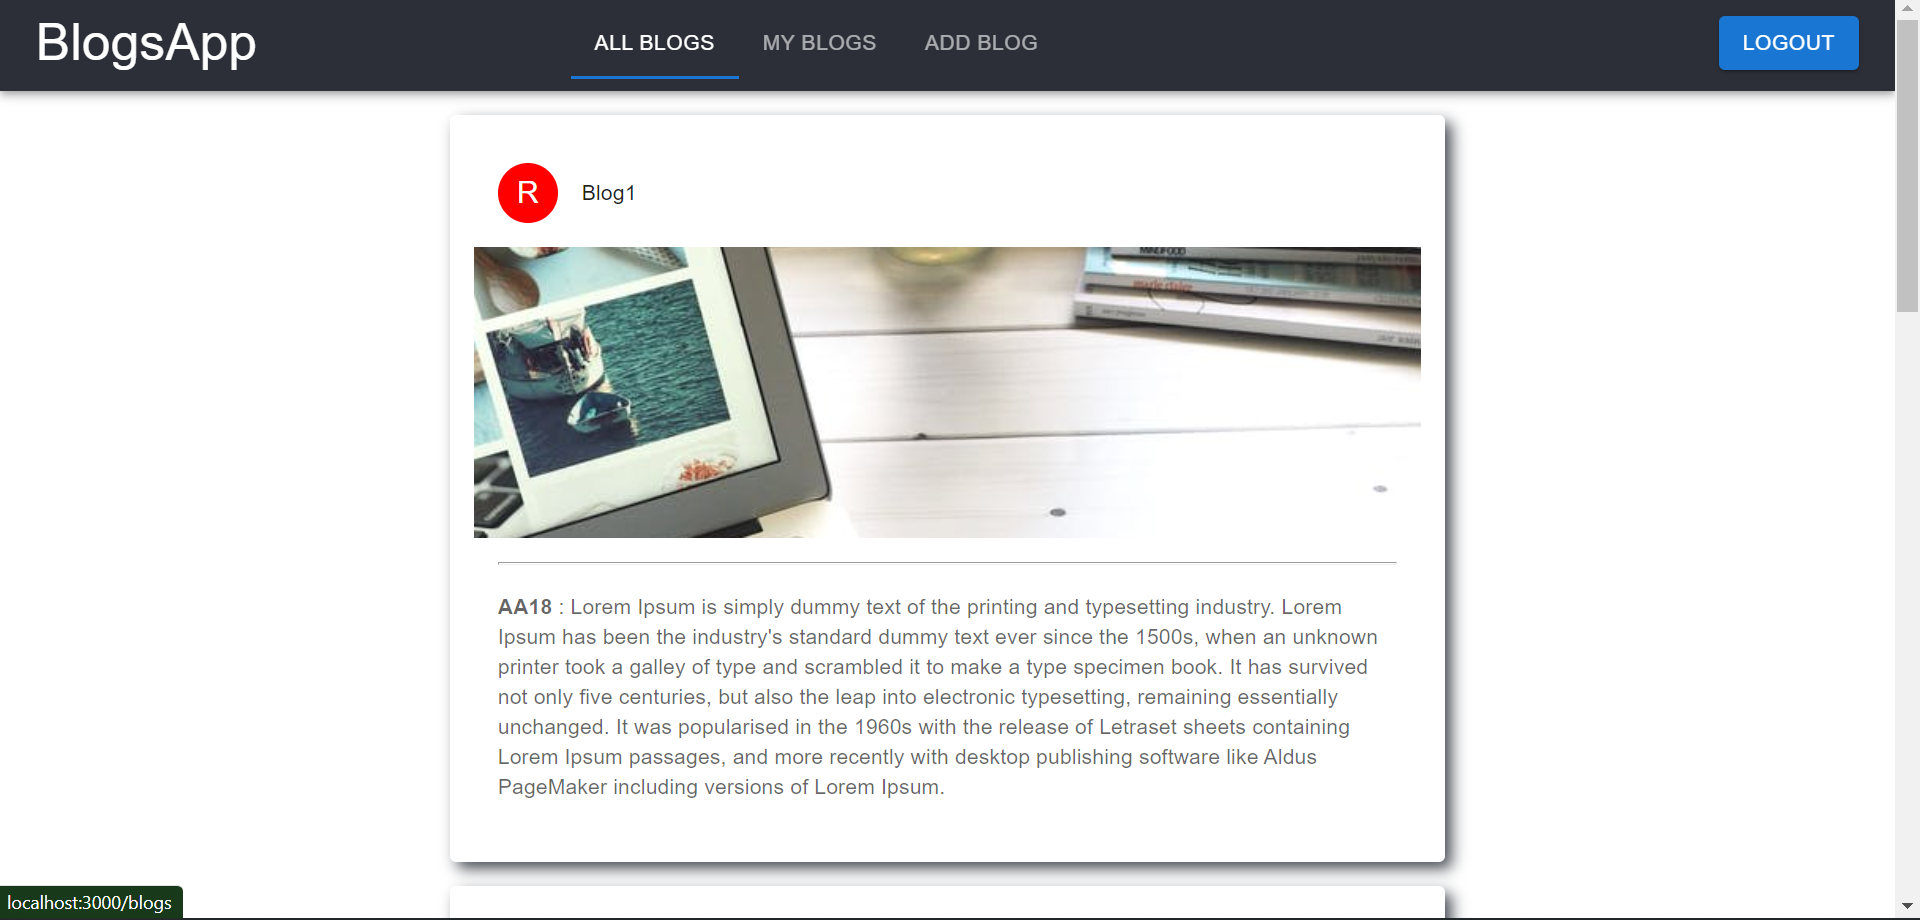 BlogsApp
ALL BLOGS
MY BLOGS
ADD BLOG
LOGOUT
R
Blog1
MINDFOOD
marie claire
AA18 : Lorem Ipsum is simply dummy text of the printing and typesetting industry. Lorem
Ipsum has been the industry's standard dummy text ever since the 1500s, when an unknown
printer took a galley of type and scrambled it to make a type specimen book. It has survived
not only five centuries, but also the leap into electronic typesetting, remaining essentially
unchanged. It was popularised in the 1960s with the release of Letraset sheets containing
Lorem Ipsum passages, and more recently with desktop publishing software like Aldus
PageMaker including versions of Lorem Ipsum.
localhost:3000/blogs